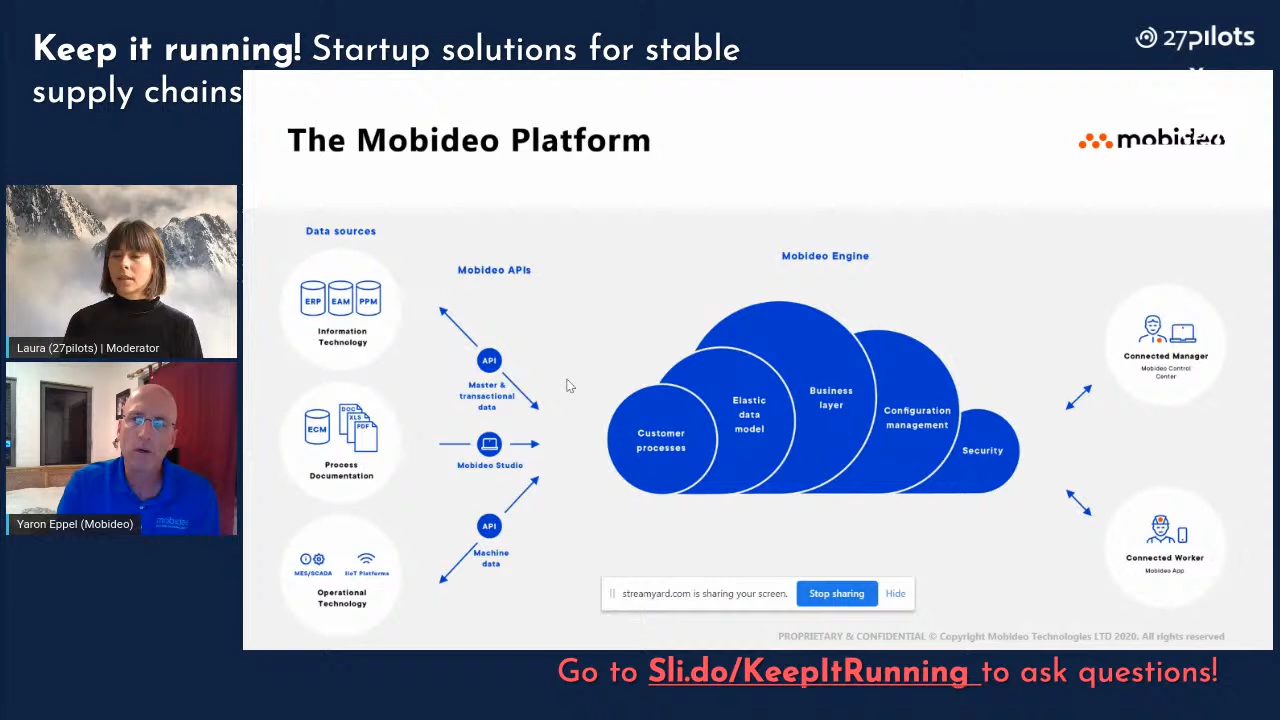 Keep it running! Startup solutions for stable
supply chains
27pilots
The Mobideo Platform
mobideo
Data sources
Mobideo APIs
Mobideo Engine
ERP EAM PPM
Information
Technology
API
Master &
transactional
data
ECM
DOC
XLS
PDF
Process
Documentation
Mobideo Studio
API
Machine
data
MES/SCADA IIoT Platforms
Operational
Technology
Customer
processes
Elastic
data
model
Business
layer
Configuration
management
Security
Connected Manager
Mobideo Control
Center
Connected Worker
Mobideo App
Laura (27pilots) | Moderator
mobideo
Yaron Eppel (Mobideo)
streamyard.com is sharing your screen. Stop sharing Hide
PROPRIETARY & CONFIDENTIAL © Copyright Mobideo Technologies LTD 2020. All rights reserved
Go to Sli.do/KeepItRunning to ask questions!